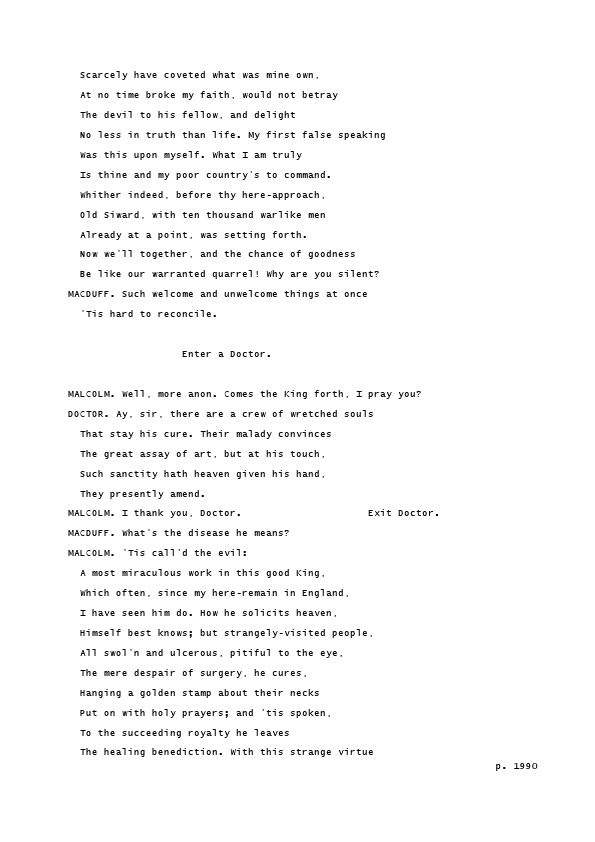 Scarcely have coveted what was mine own,
At no time broke my faith, would not betray
The devil to his fellow, and delight
No less in truth than life. My first false speaking
Was this upon myself. What I am truly
Is thine and my poor country's to command.
Whither indeed, before thy here-approach,
Old Siward, with ten thousand warlike men
Already at a point, was setting forth.
Now we'll together, and the chance of goodness
Be like our warranted quarrel! Why are you silent?
MACDUFF. Such welcome and unwelcome things at once
'Tis hard to reconcile.
Enter a Doctor.
MALCOLM. Well, more anon. Comes the King forth, I pray you?
DOCTOR. Ay, sir, there are a crew of wretched souls
That stay his cure. Their malady convinces
The great assay of art, but at his touch,
Such sanctity hath heaven given his hand,
They presently amend.
MALCOLM. I thank you, Doctor. Exit Doctor.
MACDUFF. What's the disease he means?
MALCOLM. 'Tis call'd the evil:
A most miraculous work in this good King,
Which often, since my here-remain in England,
I have seen him do. How he solicits heaven,
Himself best knows; but strangely-visited people,
All swol'n and ulcerous, pitiful to the eye,
The mere despair of surgery, he cures,
Hanging a golden stamp about their necks
Put on with holy prayers; and 'tis spoken,
To the succeeding royalty he leaves
The healing benediction. With this strange virtue
p. 1990